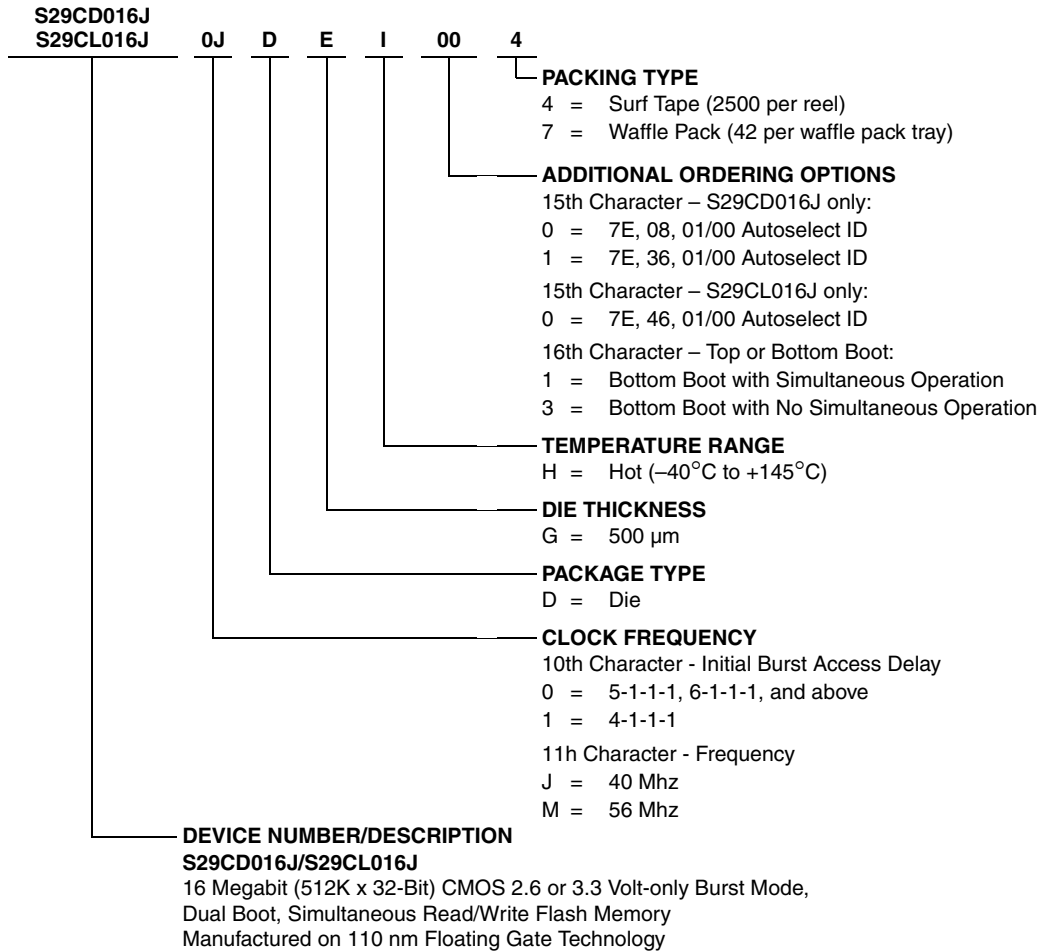 S29CD016J
S29CL016J 0J D E I 00 4
PACKING TYPE
4 = Surf Tape (2500 per reel)
7 = Waffle Pack (42 per waffle pack tray)
ADDITIONAL ORDERING OPTIONS
15th Character – S29CD016J only:
0 = 7E, 08, 01/00 Autoselect ID
1 = 7E, 36, 01/00 Autoselect ID
15th Character – S29CL016J only:
0 = 7E, 46, 01/00 Autoselect ID
16th Character – Top or Bottom Boot:
1 = Bottom Boot with Simultaneous Operation
3 = Bottom Boot with No Simultaneous Operation
TEMPERATURE RANGE
H = Hot (–40°C to +145°C)
DIE THICKNESS
G = 500 µm
PACKAGE TYPE
D = Die
CLOCK FREQUENCY
10th Character - Initial Burst Access Delay
0 = 5-1-1-1, 6-1-1-1, and above
1 = 4-1-1-1
11h Character - Frequency
J = 40 Mhz
M = 56 Mhz
DEVICE NUMBER/DESCRIPTION
S29CD016J/S29CL016J
16 Megabit (512K x 32-Bit) CMOS 2.6 or 3.3 Volt-only Burst Mode,
Dual Boot, Simultaneous Read/Write Flash Memory
Manufactured on 110 nm Floating Gate Technology